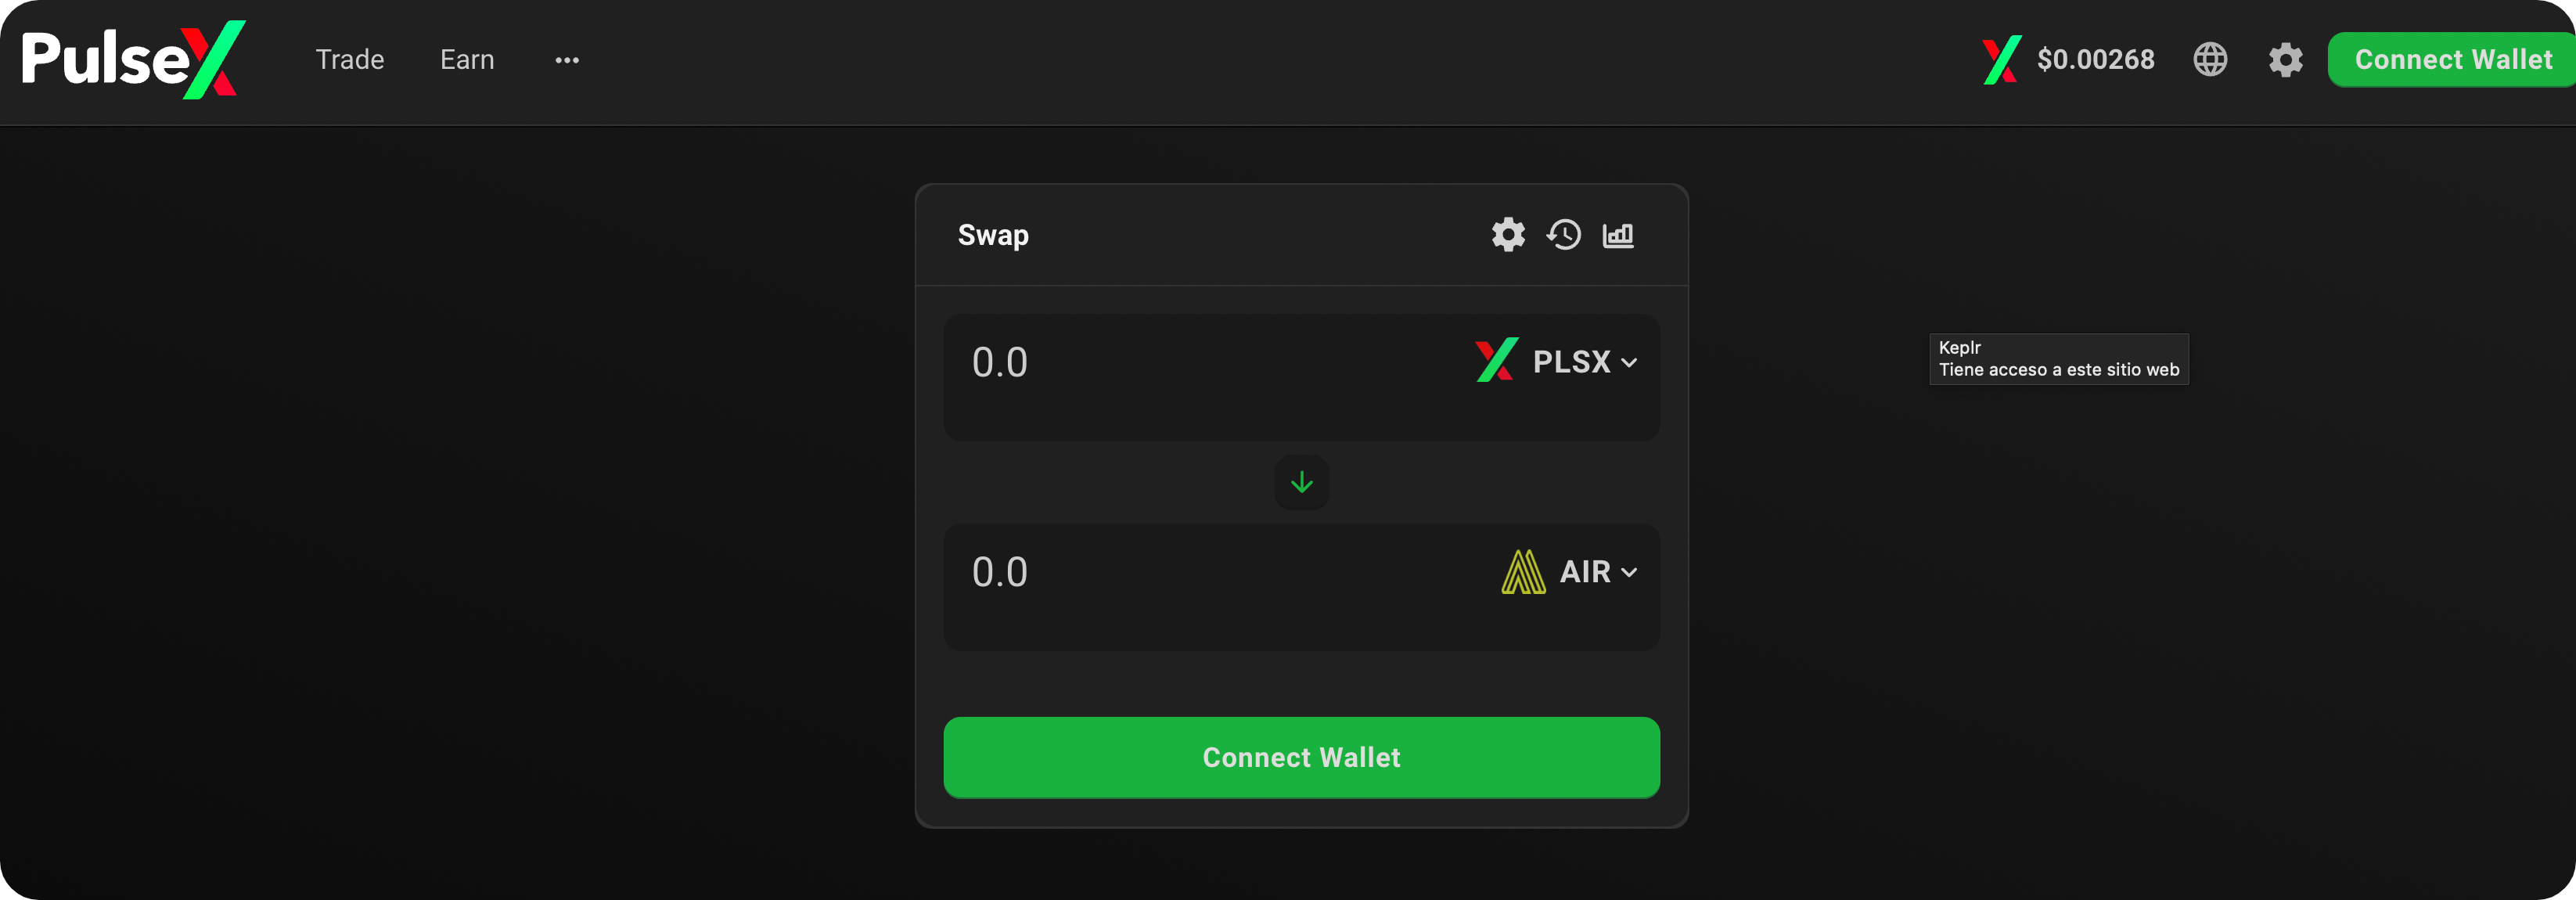 PulseX
Trade
Earn
$0.00268
Connect Wallet
Swap
0.0
PLSX
Keplr
Tiene acceso a este sitio web
0.0
AIR
Connect Wallet